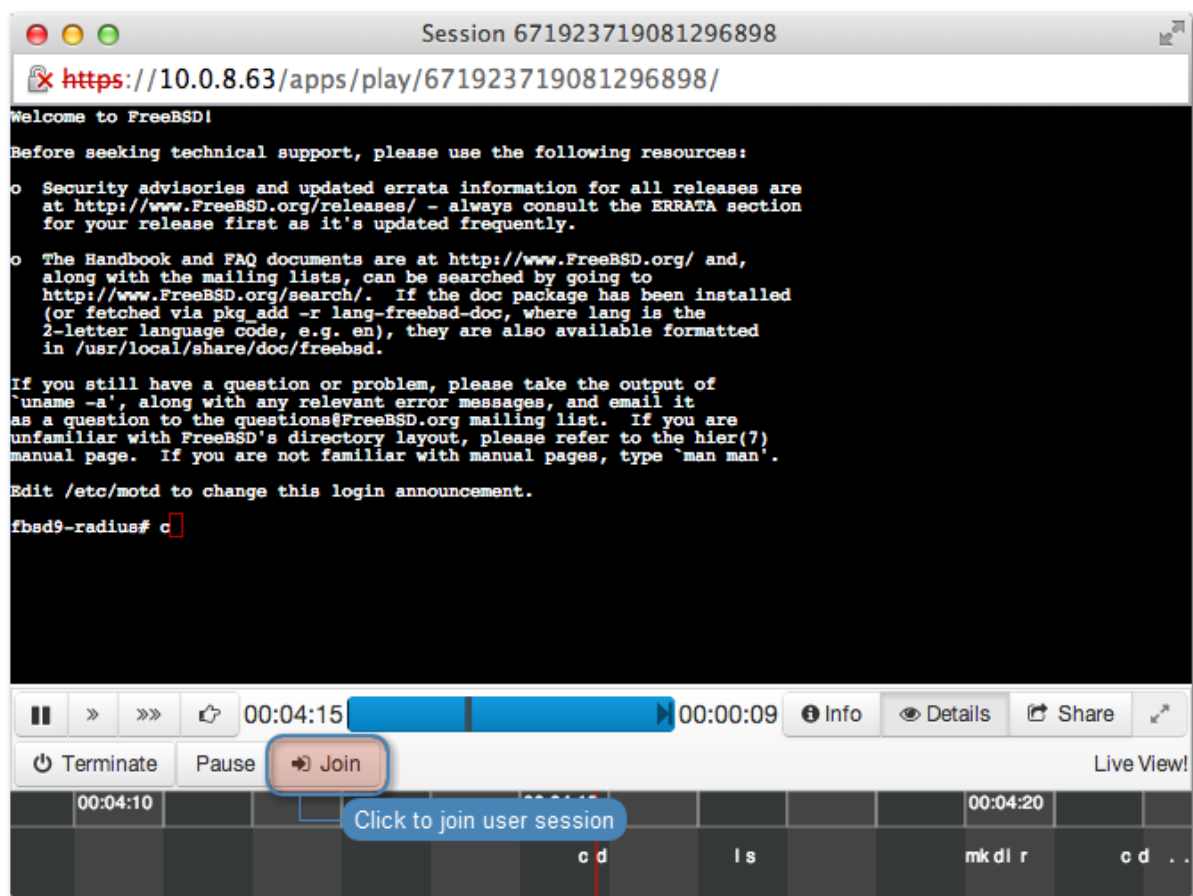 Session 671923719081296898
https://10.0.8.63/apps/play/671923719081296898/
Welcome to FreeBSD!
Before seeking technical support, please use the following resources:
o  Security advisories and updated errata information for all releases are
at http://www.FreeBSD.org/releases/ - always consult the ERRATA section
for your release first as it's updated frequently.
o  The Handbook and FAQ documents are at http://www.FreeBSD.org/ and,
along with the mailing lists, can be searched by going to
http://www.FreeBSD.org/search/.  If the doc package has been installed
(or fetched via pkg_add -r lang-freebsd-doc, where lang is the
2-letter language code, e.g. en), they are also available formatted
in /usr/local/share/doc/freebsd.
If you still have a question or problem, please take the output of
`uname -a', along with any relevant error messages, and email it
as a question to the questions@FreeBSD.org mailing list.  If you are
unfamiliar with FreeBSD's directory layout, please refer to the hier(7)
manual page.  If you are not familiar with manual pages, type `man man'.
Edit /etc/motd to change this login announcement.
fbsd9-radius# c
00:04:15 00:00:09 Info Details Share
Terminate Pause Join Live View!
00:04:10 00:04:20
Click to join user session
cd ls mkdir cd ..